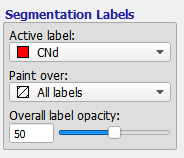 Segmentation Labels
Active label:
CNd
Paint over:
All labels
Overall label opacity:
50